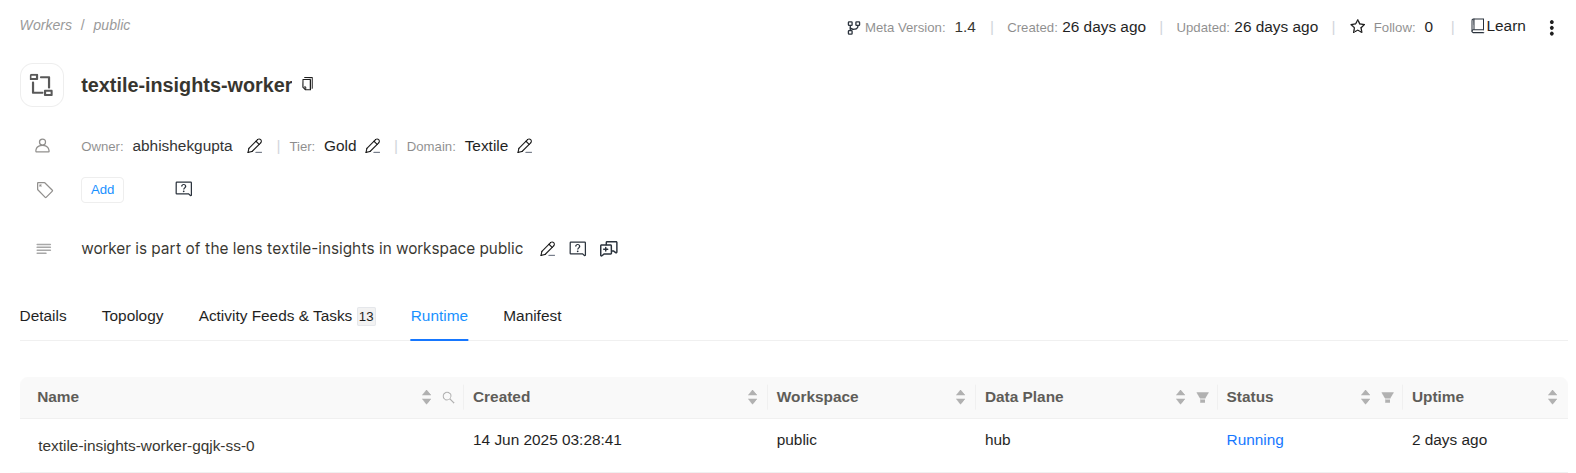 Workers / public
Meta Version: 1.4 | Created: 26 days ago | Updated: 26 days ago | Follow: 0 | Learn
textile-insights-worker
Owner: abhishekgupta | Tier: Gold | Domain: Textile
Add
worker is part of the lens textile-insights in workspace public
Details Topology Activity Feeds & Tasks 13 Runtime Manifest
Name Created Workspace Data Plane Status Uptime
textile-insights-worker-gqjk-ss-0 14 Jun 2025 03:28:41 public hub Running 2 days ago